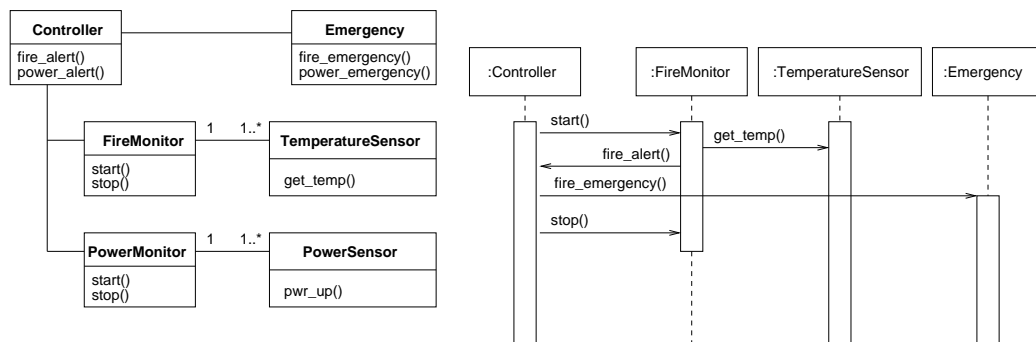 Controller
fire_alert()
power_alert()
Emergency
fire_emergency()
power_emergency()
FireMonitor
start()
stop()
1
1..*
TemperatureSensor
get_temp()
PowerMonitor
start()
stop()
1
1..*
PowerSensor
pwr_up()
:Controller
:FireMonitor
:TemperatureSensor
:Emergency
start()
get_temp()
fire_alert()
fire_emergency()
stop()